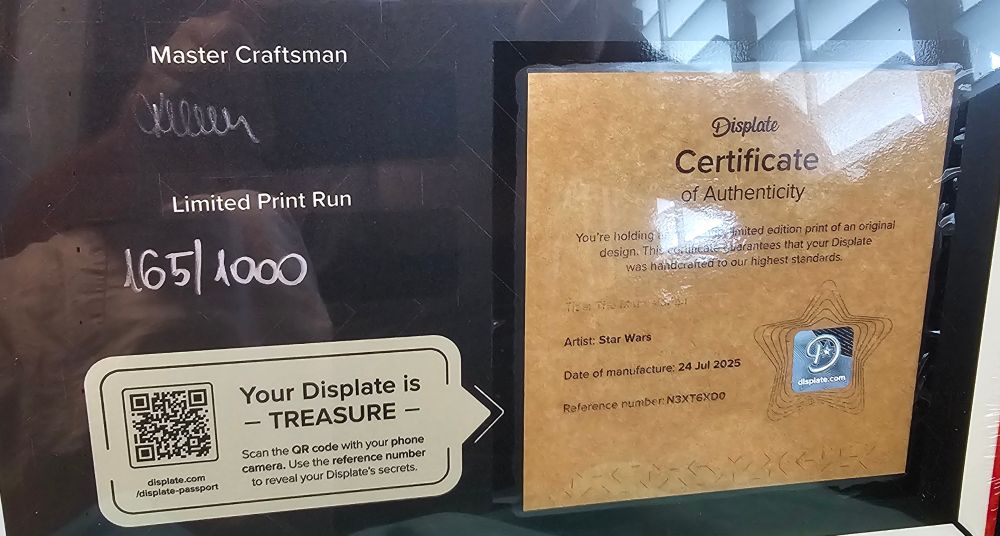 Master Craftsman
Limited Print Run
165/1000
Your Displate is
– TREASURE –
Scan the QR code with your phone
camera. Use the reference number
to reveal your Displate's secrets.
displate.com
/displate-passport
Displate
Certificate
of Authenticity
You're holding limited edition print of an original
design. This certificate guarantees that your Displate
was handcrafted to our highest standards.
Title: The
Artist: Star Wars
Date of manufacture: 24 Jul 2025
Reference number: N3XT6XD0
D
displate.com